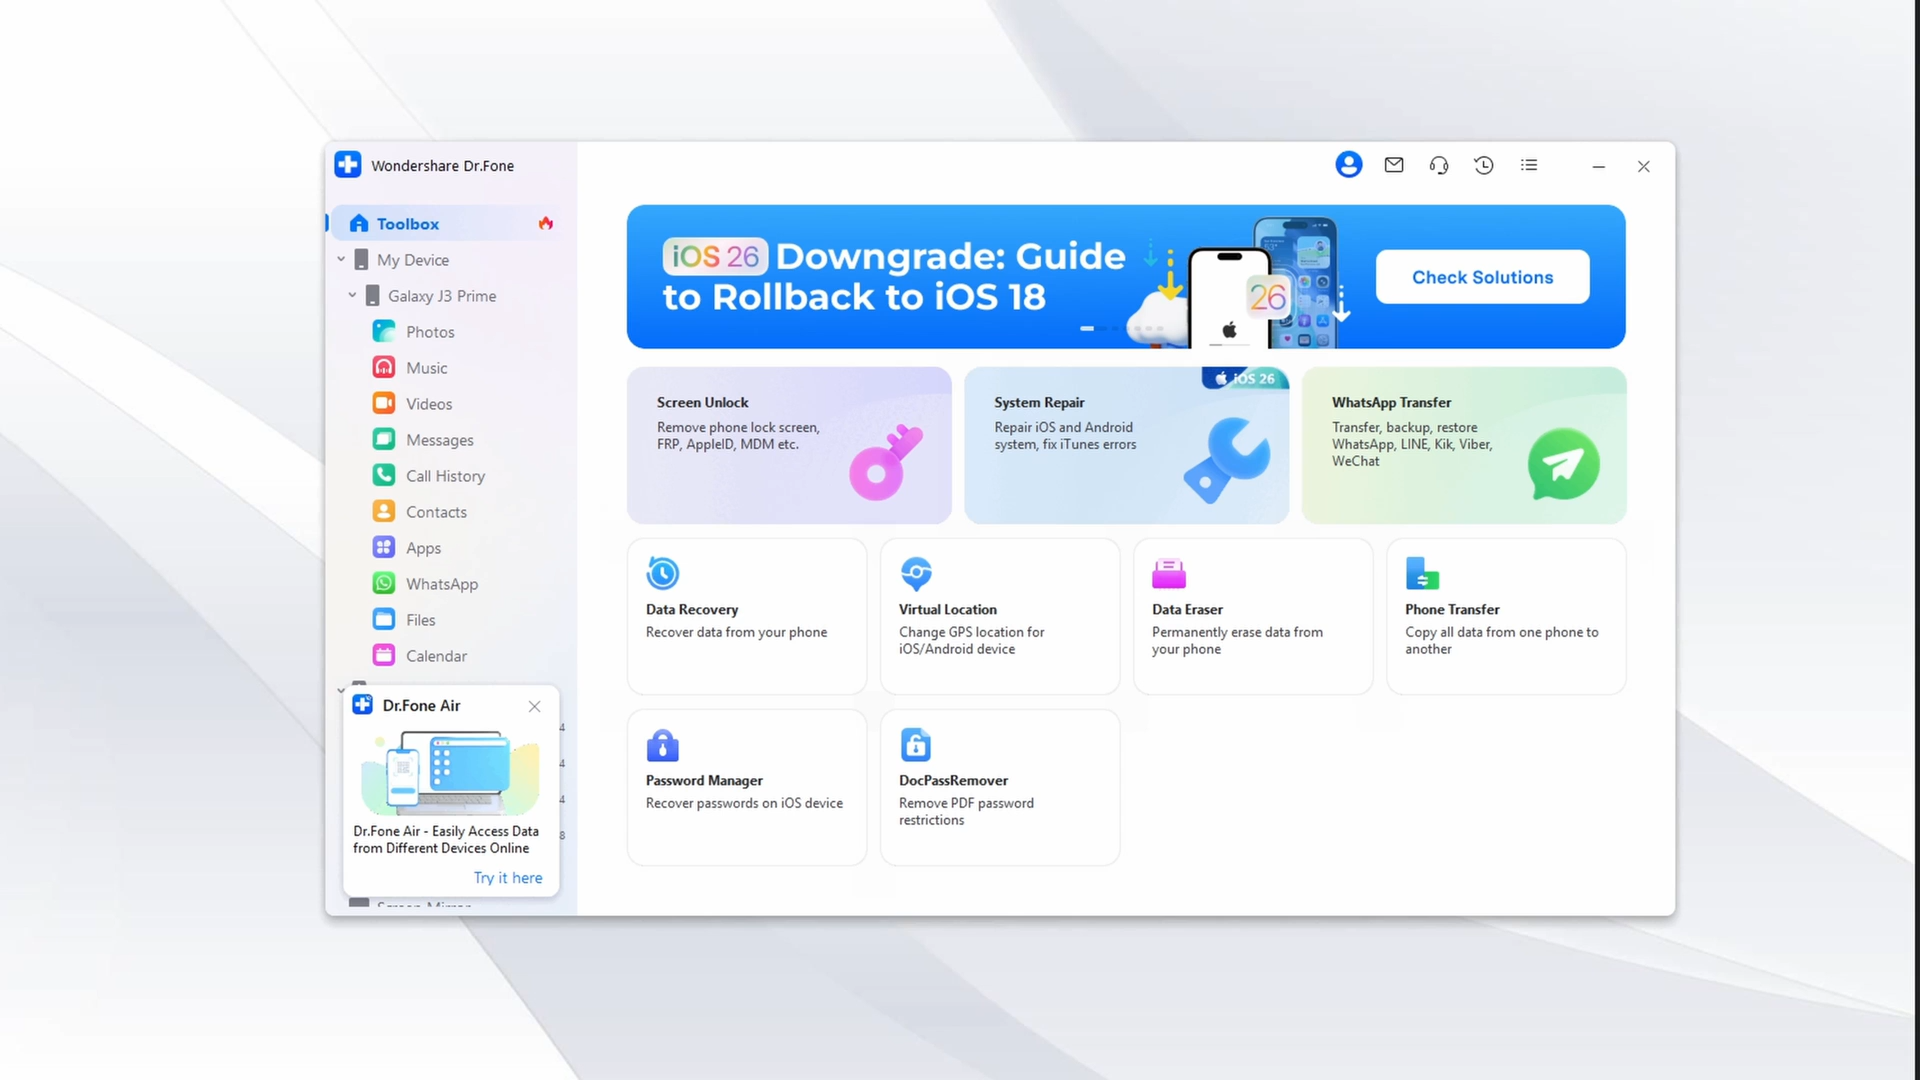 Wondershare Dr.Fone
Toolbox
My Device
Galaxy J3 Prime
Photos
Music
Videos
Messages
Call History
Contacts
Apps
WhatsApp
Files
Calendar
4
4
4
8
Dr.Fone Air
Dr.Fone Air - Easily Access Data
from Different Devices Online
Try it here
Screen Mirror
iOS 26 Downgrade: Guide
to Rollback to iOS 18
26
Check Solutions
Screen Unlock
Remove phone lock screen,
FRP, AppleID, MDM etc.
iOS 26
System Repair
Repair iOS and Android
system, fix iTunes errors
WhatsApp Transfer
Transfer, backup, restore
WhatsApp, LINE, Kik, Viber,
WeChat
Data Recovery
Recover data from your phone
Virtual Location
Change GPS location for
iOS/Android device
Data Eraser
Permanently erase data from
your phone
Phone Transfer
Copy all data from one phone to
another
Password Manager
Recover passwords on iOS device
DocPassRemover
Remove PDF password
restrictions